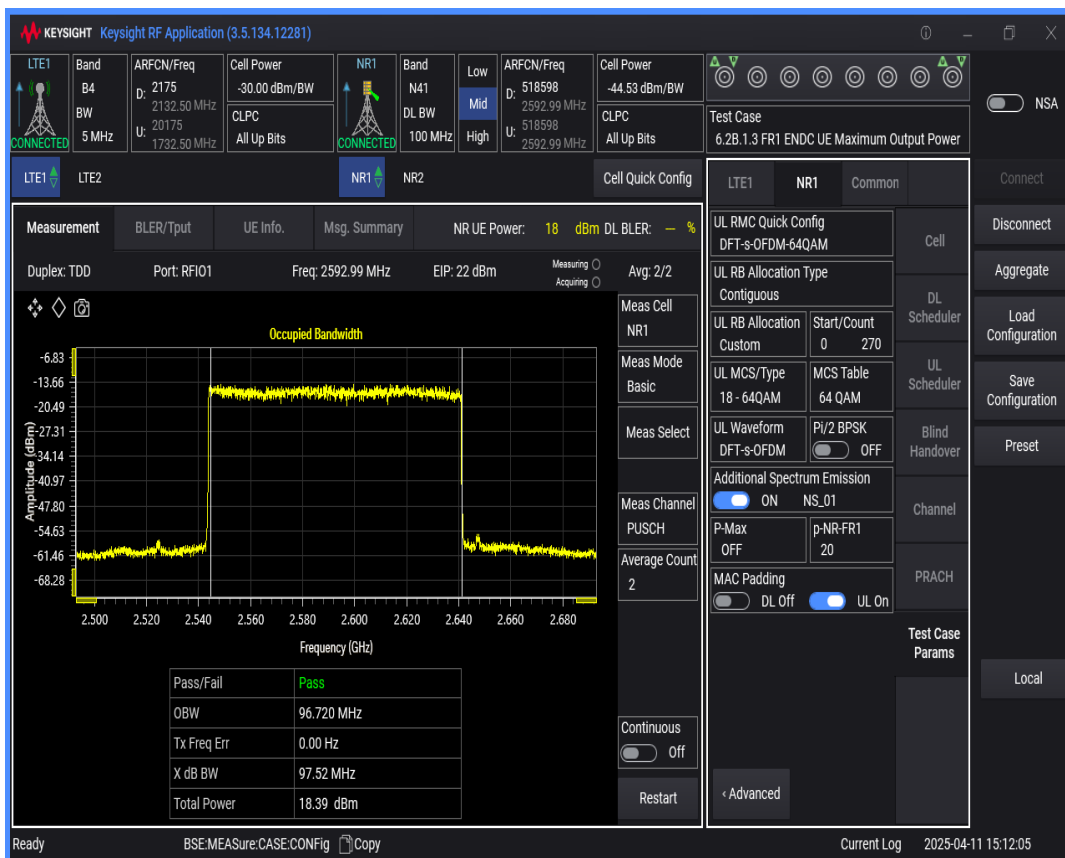 KEYSIGHT Keysight RF Application (3.5.134.12281)
LTE1
CONNECTED
Band
B4
BW
5 MHz
ARFCN/Freq
D: 2175
2132.50 MHz
U: 20175
1732.50 MHz
Cell Power
-30.00 dBm/BW
CLPC
All Up Bits
NR1
CONNECTED
Band
N41
DL BW
100 MHz
Low
Mid
High
ARFCN/Freq
D: 518598
2592.99 MHz
U: 518598
2592.99 MHz
Cell Power
-44.53 dBm/BW
CLPC
All Up Bits
Test Case
6.2B.1.3 FR1 ENDC UE Maximum Output Power
NSA
LTE1 LTE2 NR1 NR2 Cell Quick Config
Measurement BLER/Tput UE Info. Msg. Summary NR UE Power: 18 dBm DL BLER: — %
Duplex: TDD Port: RFIO1 Freq: 2592.99 MHz EIP: 22 dBm Measuring Acquiring Avg: 2/2
Occupied Bandwidth
Amplitude (dBm)
-6.83
-13.66
-20.49
-27.31
-34.14
-40.97
-47.80
-54.63
-61.46
-68.28
2.500 2.520 2.540 2.560 2.580 2.600 2.620 2.640 2.660 2.680
Frequency (GHz)
Pass/Fail Pass
OBW 96.720 MHz
Tx Freq Err 0.00 Hz
X dB BW 97.52 MHz
Total Power 18.39 dBm
Meas Cell
NR1
Meas Mode
Basic
Meas Select
Meas Channel
PUSCH
Average Count
2
Continuous
Off
Restart
LTE1 NR1 Common
UL RMC Quick Config
DFT-s-OFDM-64QAM
UL RB Allocation Type
Contiguous
UL RB Allocation
Custom
Start/Count
0 270
UL MCS/Type
18 - 64QAM
MCS Table
64 QAM
UL Waveform
DFT-s-OFDM
Pi/2 BPSK
OFF
Additional Spectrum Emission
ON NS_01
P-Max
OFF
p-NR-FR1
20
MAC Padding
DL Off UL On
‹ Advanced
Cell
DL
Scheduler
UL
Scheduler
Blind
Handover
Channel
PRACH
Test Case
Params
Connect
Disconnect
Aggregate
Load
Configuration
Save
Configuration
Preset
Local
Ready BSE:MEASure:CASE:CONFig Copy Current Log 2025-04-11 15:12:05